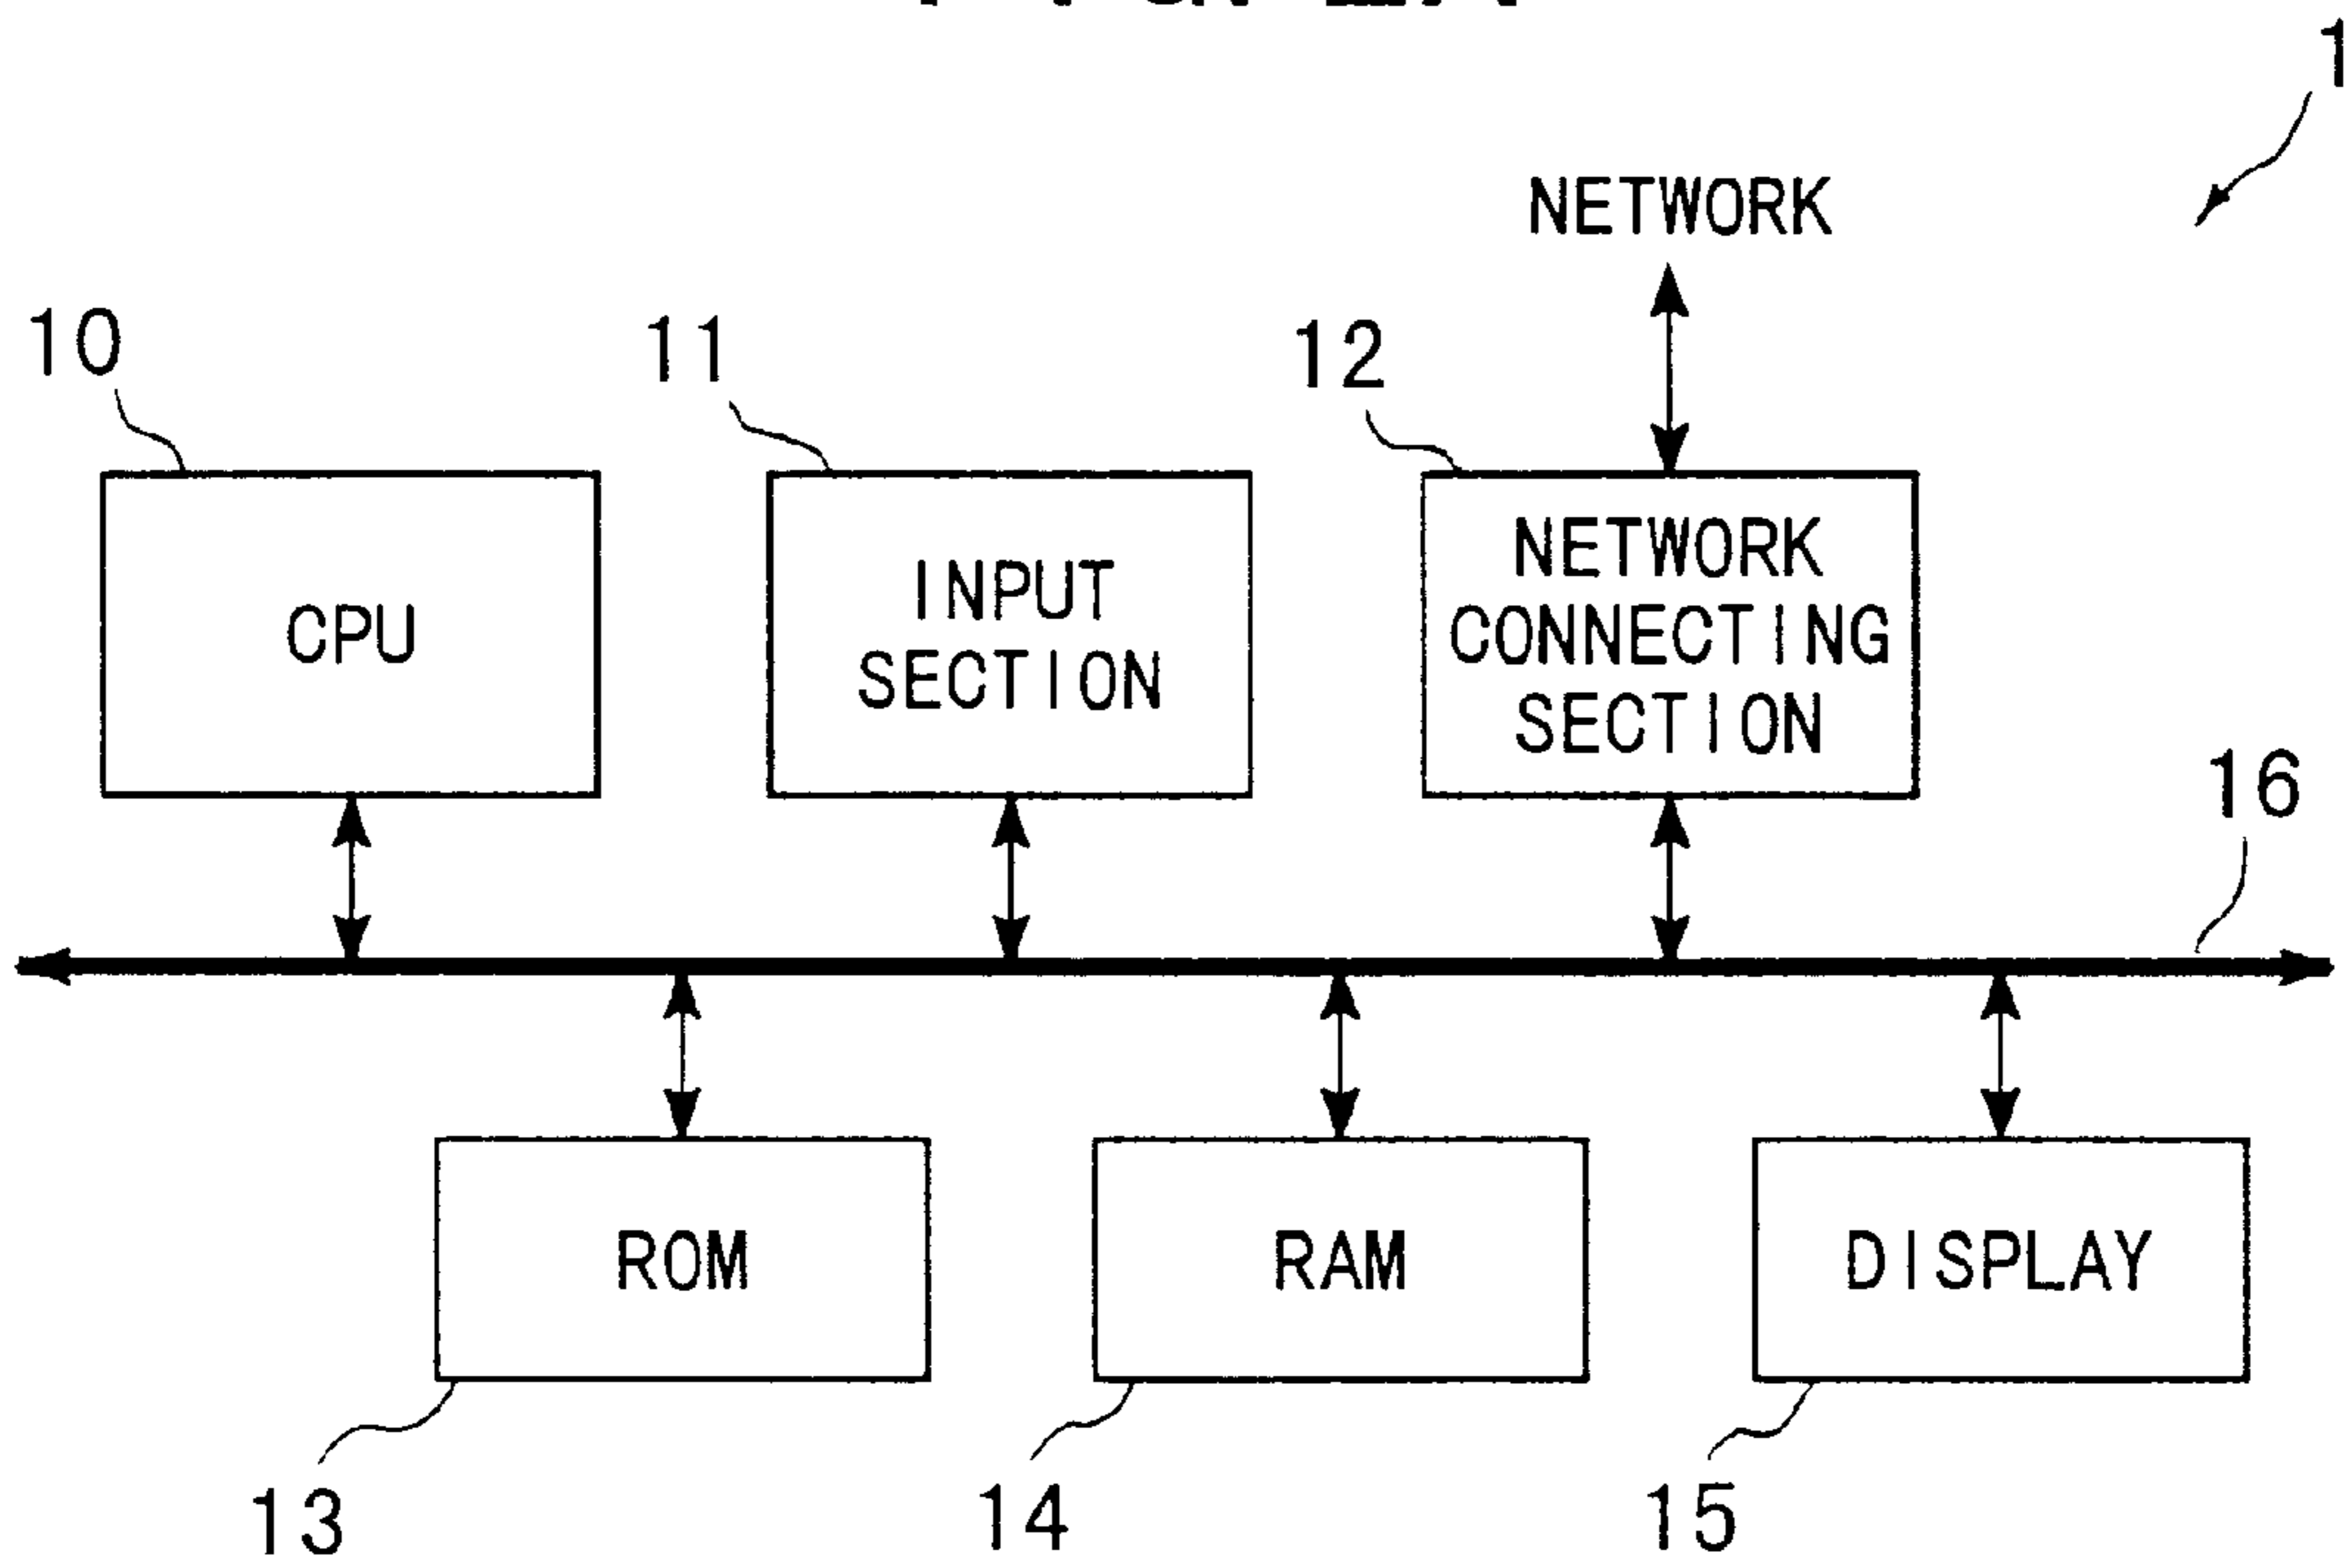 1
NETWORK
10
11
12
CPU
INPUT
SECTION
NETWORK
CONNECTING
SECTION
16
ROM
RAM
DISPLAY
13
14
15